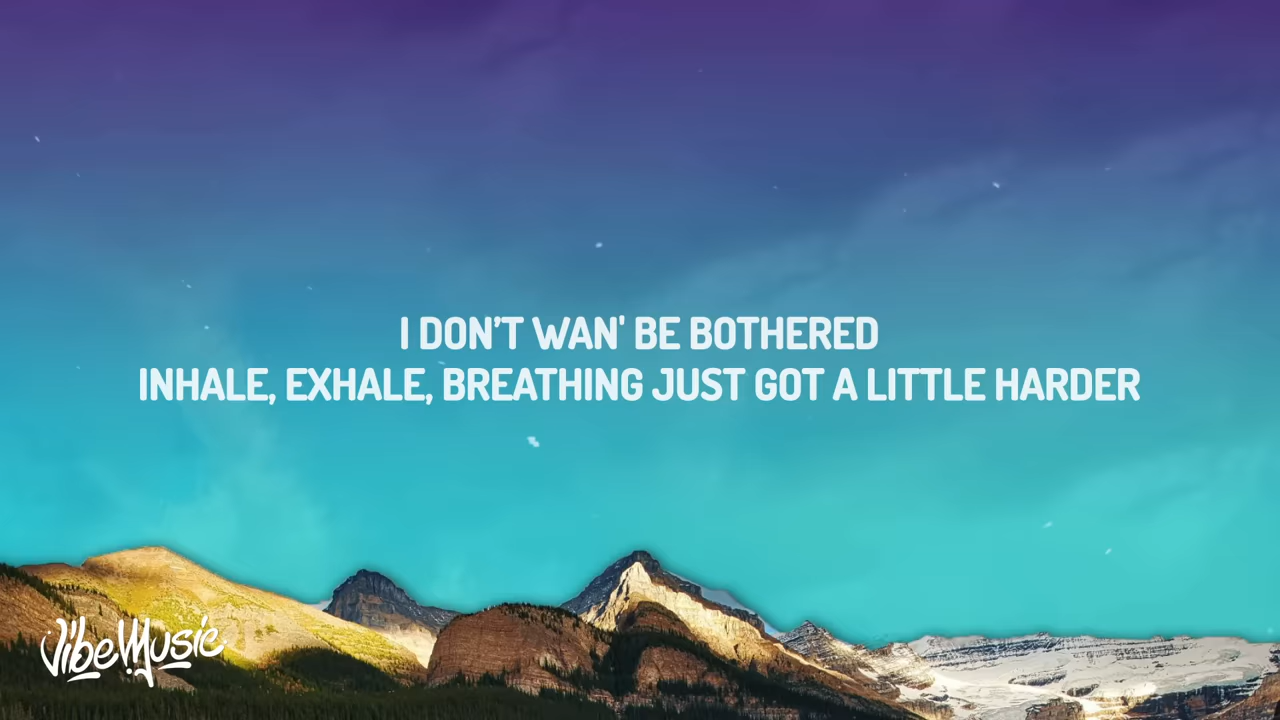 I DON’T WAN' BE BOTHERED
INHALE, EXHALE, BREATHING JUST GOT A LITTLE HARDER
VibeMusic